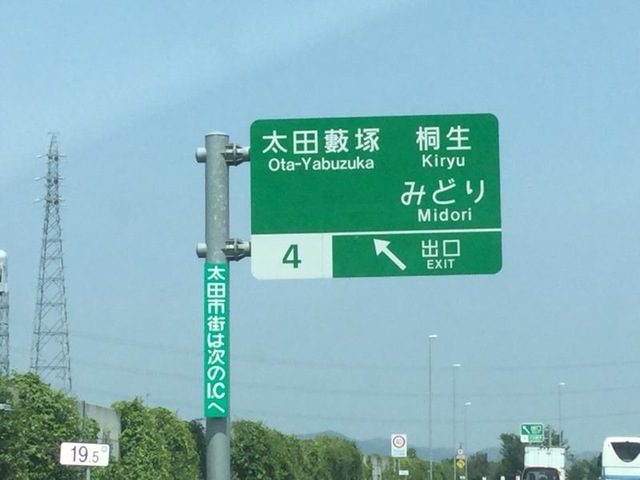 太田藪塚 桐生
Ota-Yabuzuka Kiryu
みどり
Midori
4 出口
EXIT
太田市街は次のI.Cへ
19.5